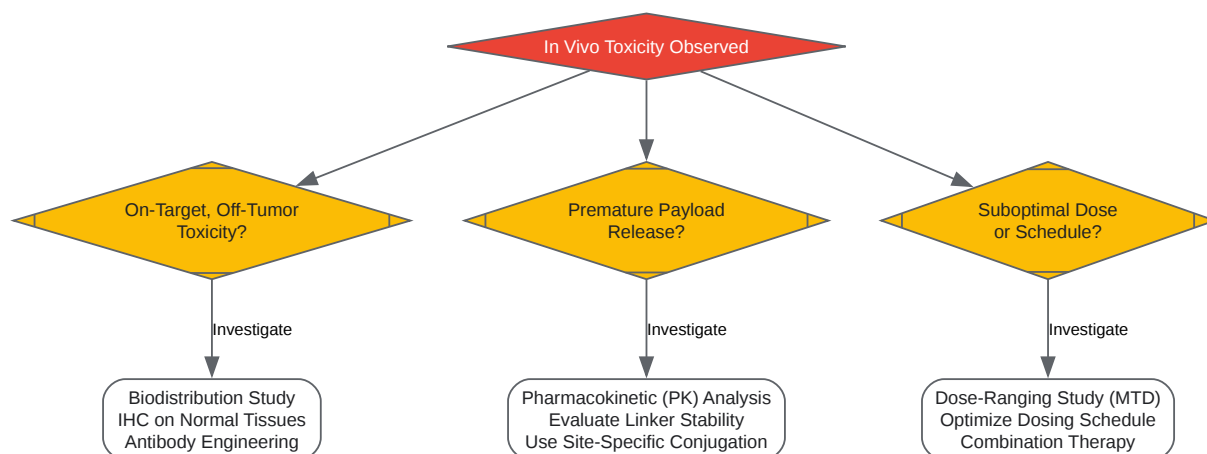 In Vivo Toxicity Observed
On-Target, Off-Tumor
Toxicity?
Premature Payload
Release?
Suboptimal Dose
or Schedule?
Investigate
Investigate
Investigate
Biodistribution Study
IHC on Normal Tissues
Antibody Engineering
Pharmacokinetic (PK) Analysis
Evaluate Linker Stability
Use Site-Specific Conjugation
Dose-Ranging Study (MTD)
Optimize Dosing Schedule
Combination Therapy